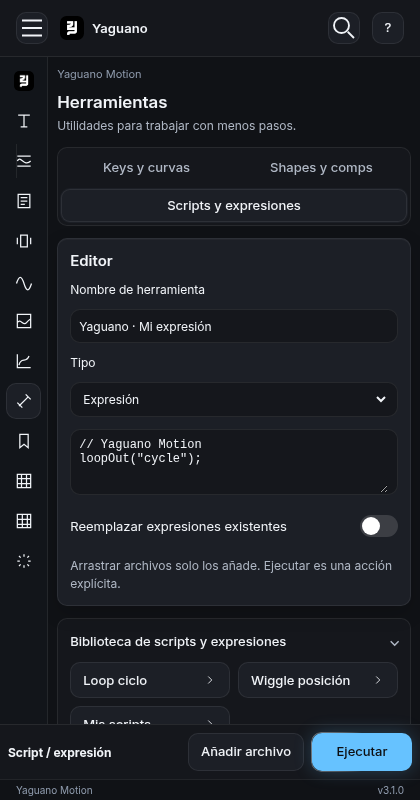 Yaguano
?
Yaguano Motion
Herramientas
Utilidades para trabajar con menos pasos.
Keys y curvas
Shapes y comps
Scripts y expresiones
Editor
Nombre de herramienta
Yaguano · Mi expresión
Tipo
Expresión
// Yaguano Motion
loopOut("cycle");
Reemplazar expresiones existentes
Arrastrar archivos solo los añade. Ejecutar es una acción
explícita.
Biblioteca de scripts y expresiones
Loop ciclo
Wiggle posición
Mis scripts
Script / expresión
Añadir archivo
Ejecutar
Yaguano Motion
v3.1.0